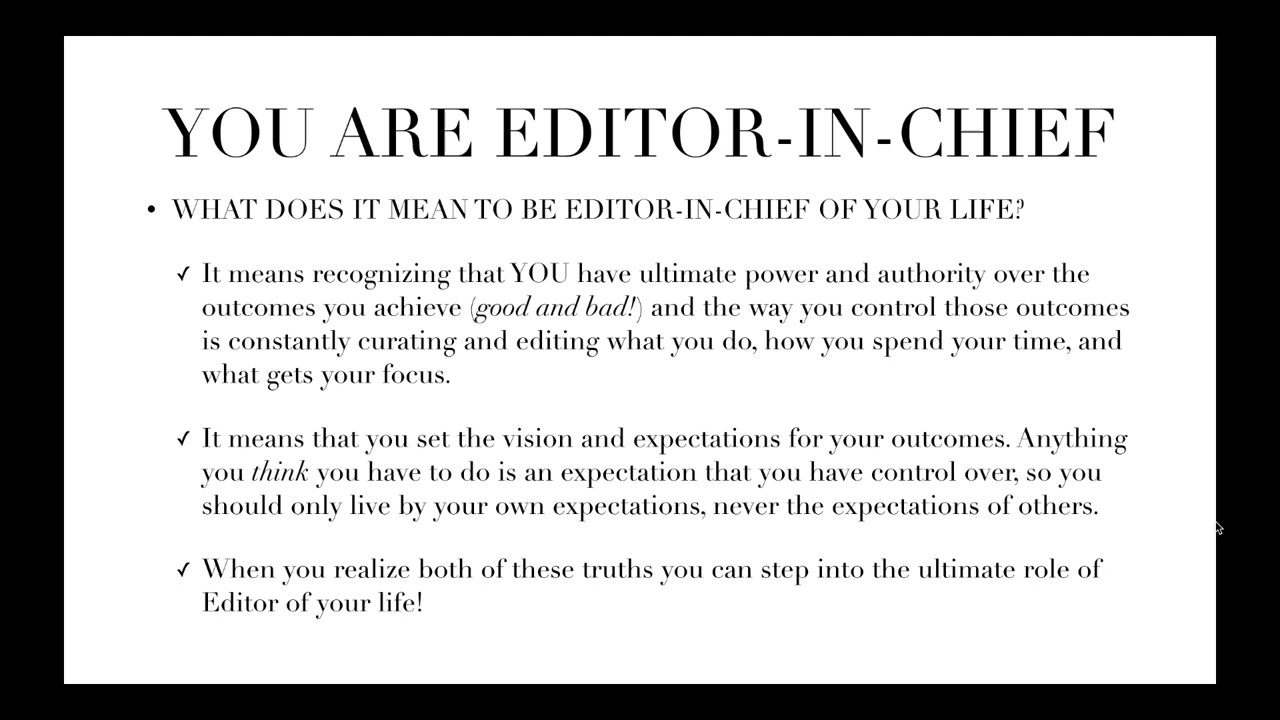 YOU ARE EDITOR-IN-CHIEF
• WHAT DOES IT MEAN TO BE EDITOR-IN-CHIEF OF YOUR LIFE?
✓ It means recognizing that YOU have ultimate power and authority over the
outcomes you achieve (good and bad!) and the way you control those outcomes
is constantly curating and editing what you do, how you spend your time, and
what gets your focus.
✓ It means that you set the vision and expectations for your outcomes. Anything
you think you have to do is an expectation that you have control over, so you
should only live by your own expectations, never the expectations of others.
✓ When you realize both of these truths you can step into the ultimate role of
Editor of your life!